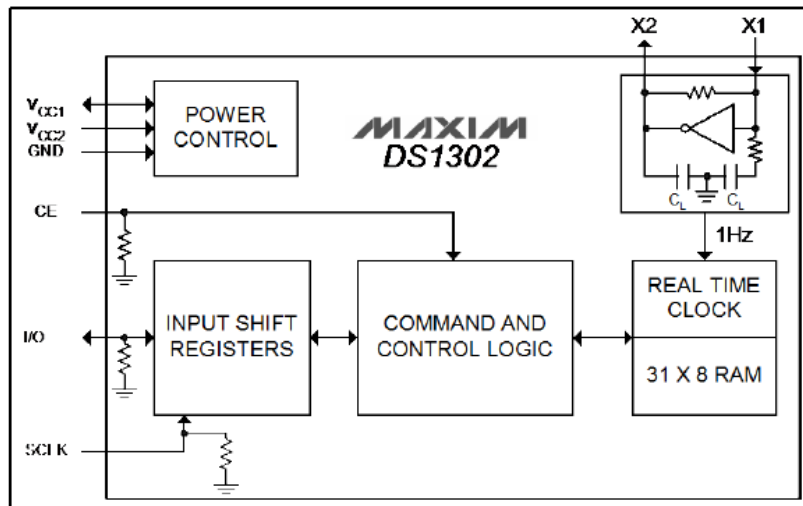 X2
X1
VCC1
VCC2
GND
POWER
CONTROL
MAXIM
DS1302
CL
CL
CE
1Hz
I/O
INPUT SHIFT
REGISTERS
COMMAND AND
CONTROL LOGIC
REAL TIME
CLOCK
31 X 8 RAM
SCLK